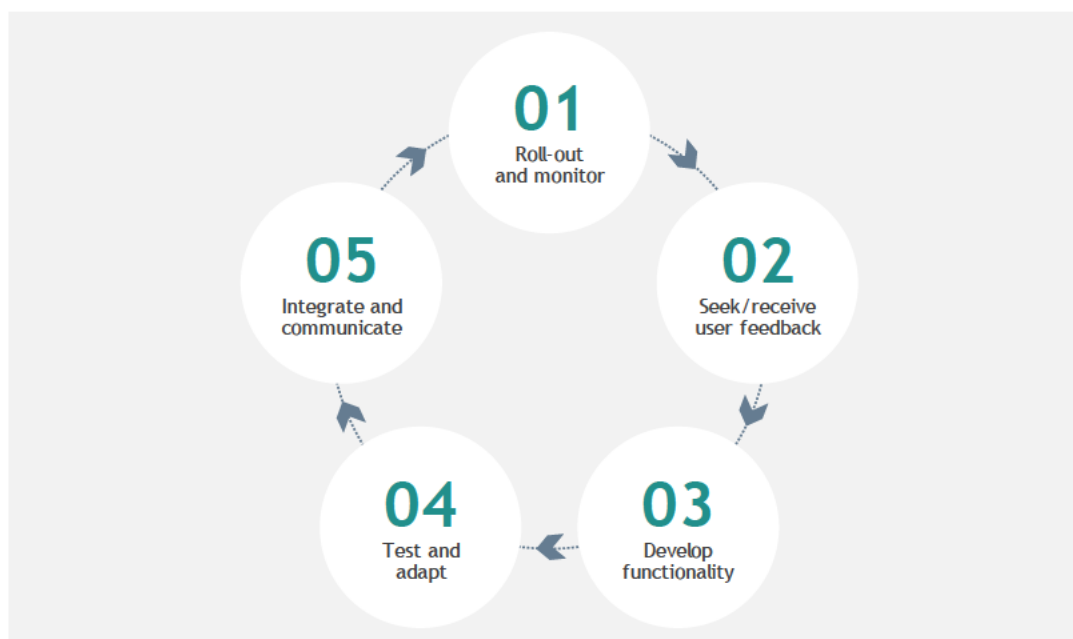 01
Roll-out
and monitor
02
Seek/receive
user feedback
03
Develop
functionality
04
Test and
adapt
05
Integrate and
communicate